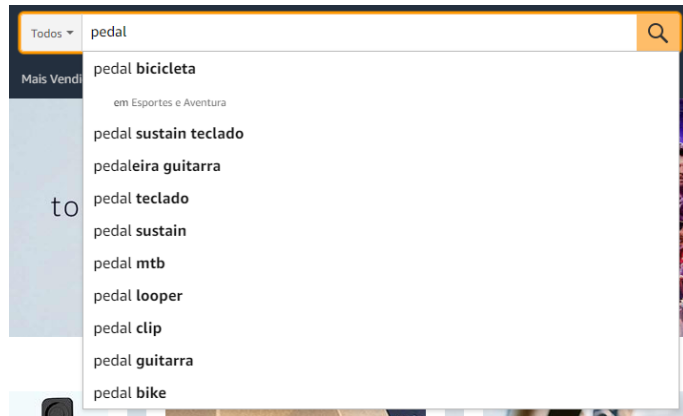 Todos pedal
Mais Vendi
pedal bicicleta
em Esportes e Aventura
pedal sustain teclado
pedaleira guitarra
pedal teclado
to
pedal sustain
pedal mtb
pedal looper
pedal clip
pedal guitarra
pedal bike